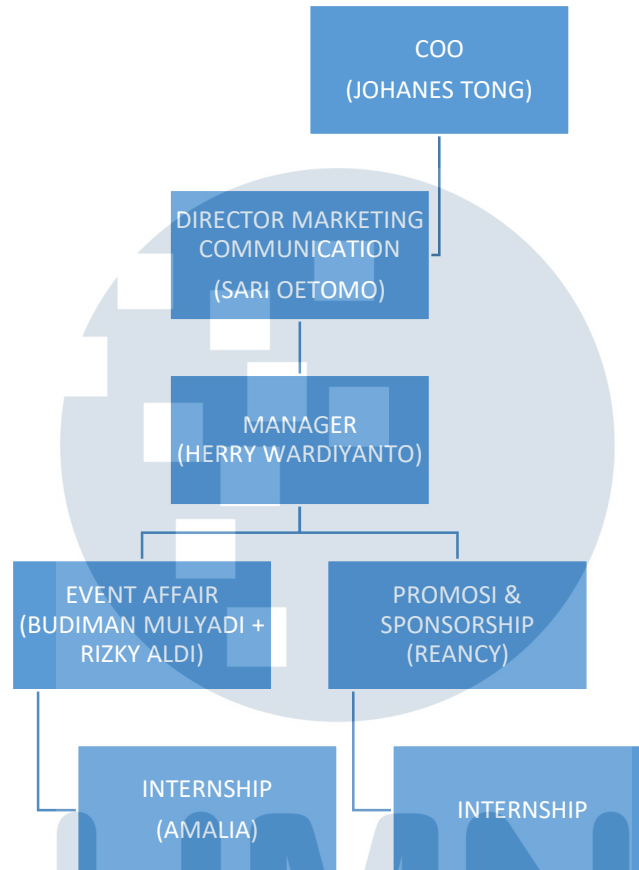 COO
(JOHANES TONG)
DIRECTOR MARKETING
COMMUNICATION
(SARI OETOMO)
MANAGER
(HERRY WARDIYANTO)
EVENT AFFAIR
(BUDIMAN MULYADI +
RIZKY ALDI)
PROMOSI &
SPONSORSHIP
(REANCY)
INTERNSHIP
(AMALIA)
INTERNSHIP